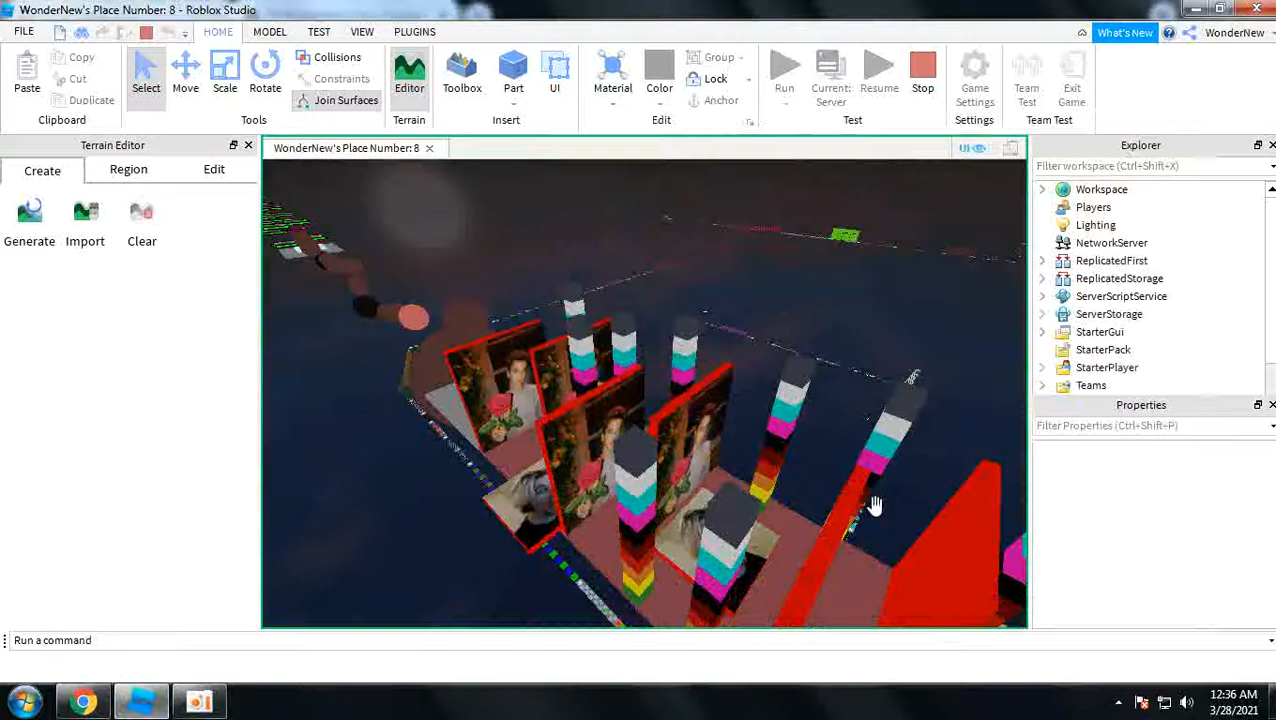 WonderNew's Place Number: 8 - Roblox Studio
FILE HOME MODEL TEST VIEW PLUGINS What's New WonderNew
Paste Copy Cut Duplicate Select Move Scale Rotate Collisions Constraints Join Surfaces Editor Toolbox Part UI Material Color Group Lock Anchor Run Current: Server Resume Stop Game Settings Team Test Exit Game
Clipboard Tools Terrain Insert Edit Test Settings Team Test
Terrain Editor
Create Region Edit
Generate Import Clear
WonderNew's Place Number: 8
UI
Explorer
Filter workspace (Ctrl+Shift+X)
Workspace
Players
Lighting
NetworkServer
ReplicatedFirst
ReplicatedStorage
ServerScriptService
ServerStorage
StarterGui
StarterPack
StarterPlayer
Teams
Properties
Filter Properties (Ctrl+Shift+P)
Run a command
12:36 AM
3/28/2021